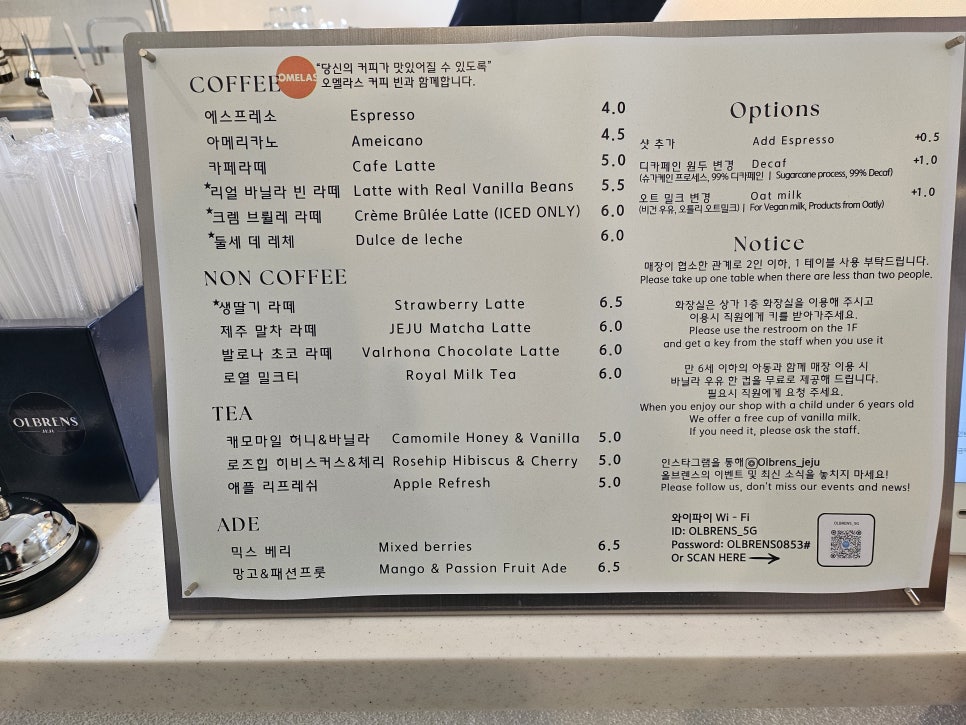 COFFEE OMELAS "당신의 커피가 맛있어질 수 있도록"
오멜라스 커피 빈과 함께합니다.
에스프레소 Espresso 4.0
아메리카노 Ameicano 4.5
카페라떼 Cafe Latte 5.0
★리얼 바닐라 빈 라떼 Latte with Real Vanilla Beans 5.5
★크렘 브륄레 라떼 Crème Brûlée Latte (ICED ONLY) 6.0
★둘세 데 레체 Dulce de leche 6.0
NON COFFEE
★생딸기 라떼 Strawberry Latte 6.5
제주 말차 라떼 JEJU Matcha Latte 6.0
발로나 초코 라떼 Valrhona Chocolate Latte 6.0
로열 밀크티 Royal Milk Tea 6.0
TEA
캐모마일 허니&바닐라 Camomile Honey & Vanilla 5.0
로즈힙 히비스커스&체리 Rosehip Hibiscus & Cherry 5.0
애플 리프레쉬 Apple Refresh 5.0
ADE
믹스 베리 Mixed berries 6.5
망고&패션프룻 Mango & Passion Fruit Ade 6.5
Options
샷 추가 Add Espresso +0.5
디카페인 원두 변경 Decaf +1.0
(슈가케인 프로세스, 99% 디카페인 | Sugarcane process, 99% Decaf)
오트 밀크 변경 Oat milk +1.0
(비건 우유, 오틀리 오트밀크) | For Vegan milk, Products from Oatly)
Notice
매장이 협소한 관계로 2인 이하, 1 테이블 사용 부탁드립니다.
Please take up one table when there are less than two people.
화장실은 상가 1층 화장실을 이용해 주시고
이용시 직원에게 키를 받아가주세요.
Please use the restroom on the 1F
and get a key from the staff when you use it
만 6세 이하의 아동과 함께 매장 이용 시
바닐라 우유 한 컵을 무료로 제공해 드립니다.
필요시 직원에게 요청 주세요.
When you enjoy our shop with a child under 6 years old
We offer a free cup of vanilla milk.
If you need it, please ask the staff.
인스타그램을 통해 Olbrens_jeju
올브렌스의 이벤트 및 최신 소식을 놓치지 마세요!
Please follow us, don't miss our events and news!
와이파이 Wi - Fi
ID: OLBRENS_5G
Password: OLBRENS0853#
Or SCAN HERE
OLBRENS_5G
OLBRENS
JEJU